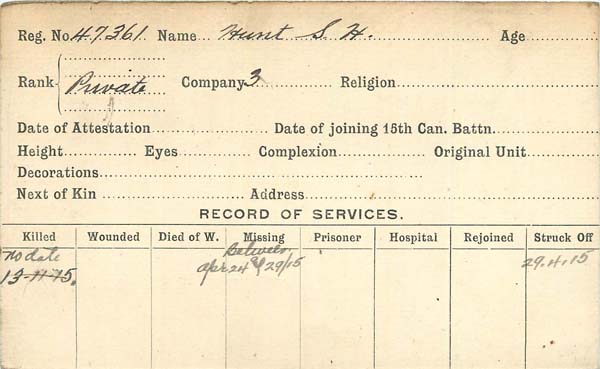 Reg. No 47361 Name Hunt S. H. Age
Rank Private Company 3 Religion
Date of Attestation Date of joining 15th Can. Battn.
Height Eyes Complexion Original Unit
Decorations
Next of Kin Address
RECORD OF SERVICES.
Killed Wounded Died of W. Missing Prisoner Hospital Rejoined Struck Off
no date Between
13-11-15. Apr 24 & 29/15 29.4.15